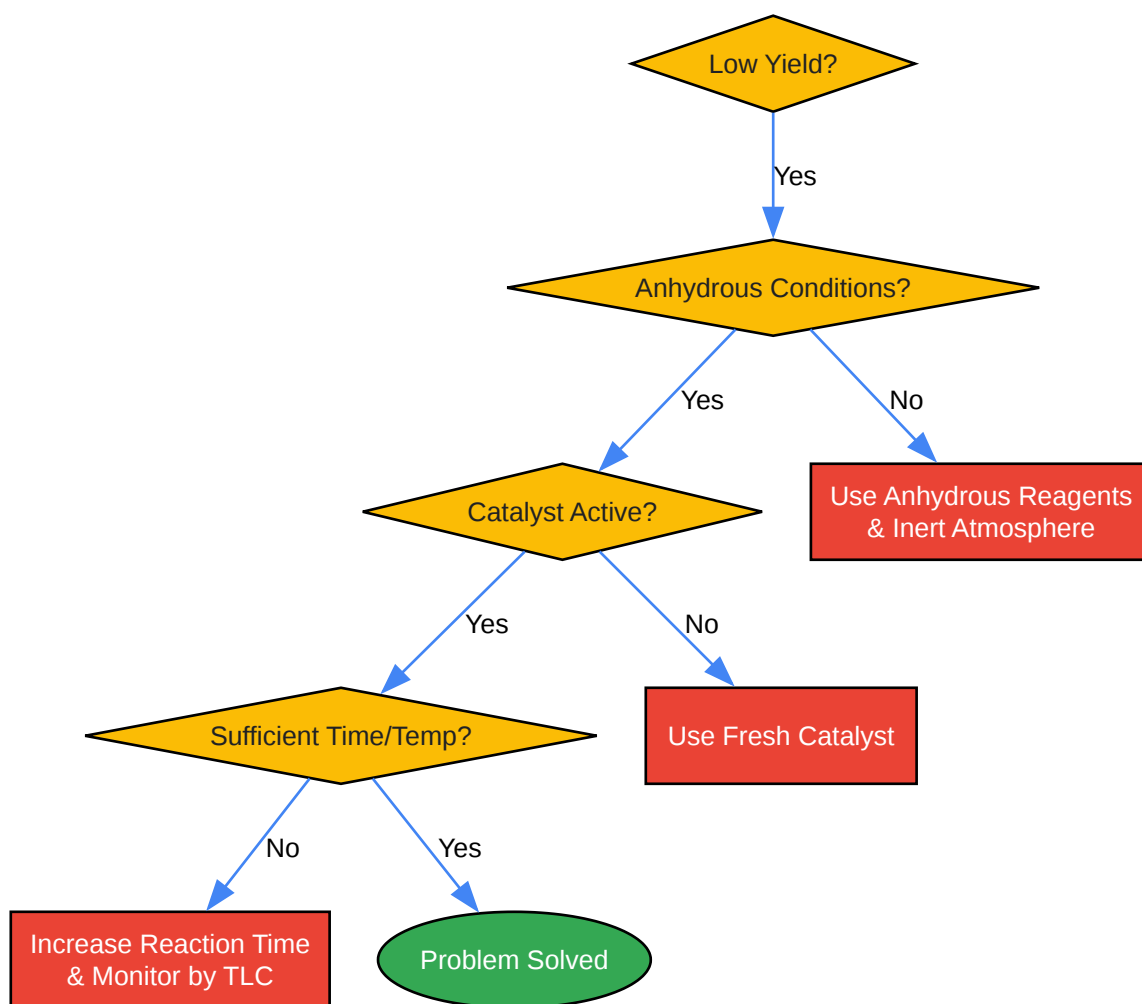 Low Yield?
Yes
Anhydrous Conditions?
Yes
No
Catalyst Active?
Use Anhydrous Reagents
& Inert Atmosphere
Yes
No
Sufficient Time/Temp?
Use Fresh Catalyst
No
Yes
Increase Reaction Time
& Monitor by TLC
Problem Solved